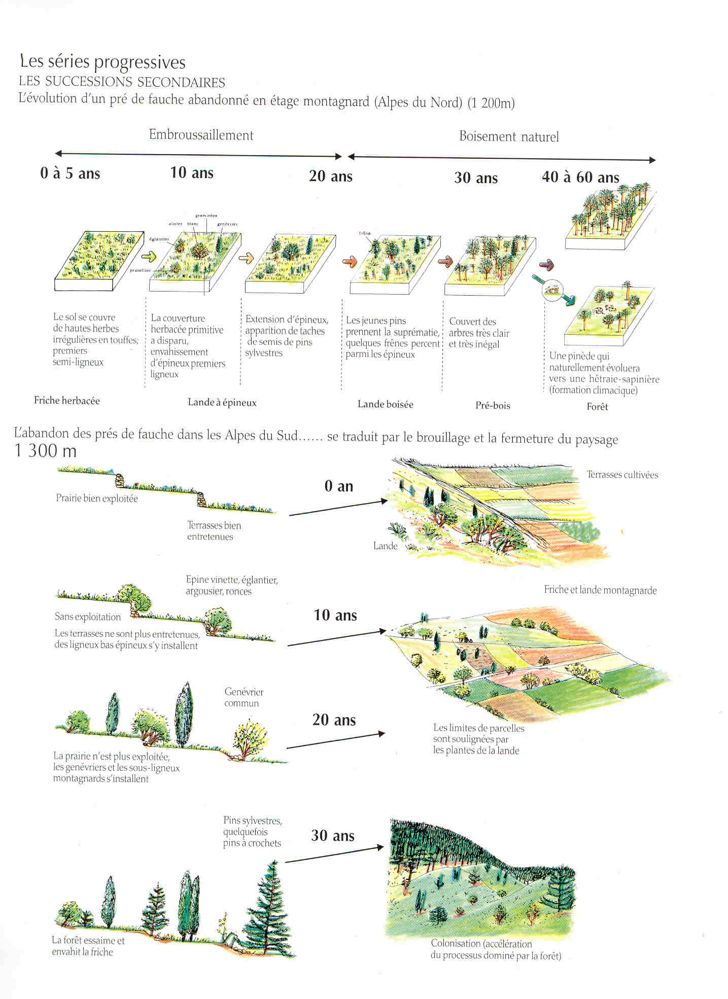 Les séries progressives
LES SUCCESSIONS SECONDAIRES
L'évolution d'un pré de fauche abandonné en étage montagnard (Alpes du Nord) (1 200m)
Embroussaillement
Boisement naturel
0 à 5 ans
10 ans
20 ans
30 ans
40 à 60 ans
graminées
alisier blanc
genévrier
églantier
prunellier
frêne
Le sol se couvre
de hautes herbes
irrégulières en touffes;
premiers
semi-ligneux
La couverture
herbacée primitive
a disparu,
envahissement
d'épineux premiers
ligneux
Extension d'épineux,
apparition de taches
de semis de pins
sylvestres
Les jeunes pins
prennent la suprématie,
quelques frênes percent
parmi les épineux
Couvert des
arbres très clair
et très inégal
Une pinède qui
naturellement évoluera
vers une hêtraie-sapinière
(formation climacique)
Friche herbacée
Lande à épineux
Lande boisée
Pré-bois
Forêt
L'abandon des prés de fauche dans les Alpes du Sud...... se traduit par le brouillage et la fermeture du paysage
1 300 m
Prairie bien exploitée
Terrasses bien
entretenues
0 an
Terrasses cultivées
Lande
Epine vinette, églantier,
argousier, ronces
Sans exploitation
Les terrasses ne sont plus entretenues,
des ligneux bas épineux s'y installent
10 ans
Friche et lande montagnarde
Genévrier
commun
20 ans
La prairie n'est plus exploitée,
les genévriers et les sous-ligneux
montagnards s'installent
Les limites de parcelles
sont soulignées par
les plantes de la lande
Pins sylvestres,
quelquefois
pins à crochets
30 ans
La forêt essaime et
envahit la friche
Colonisation (accélération
du processus dominé par la forêt)